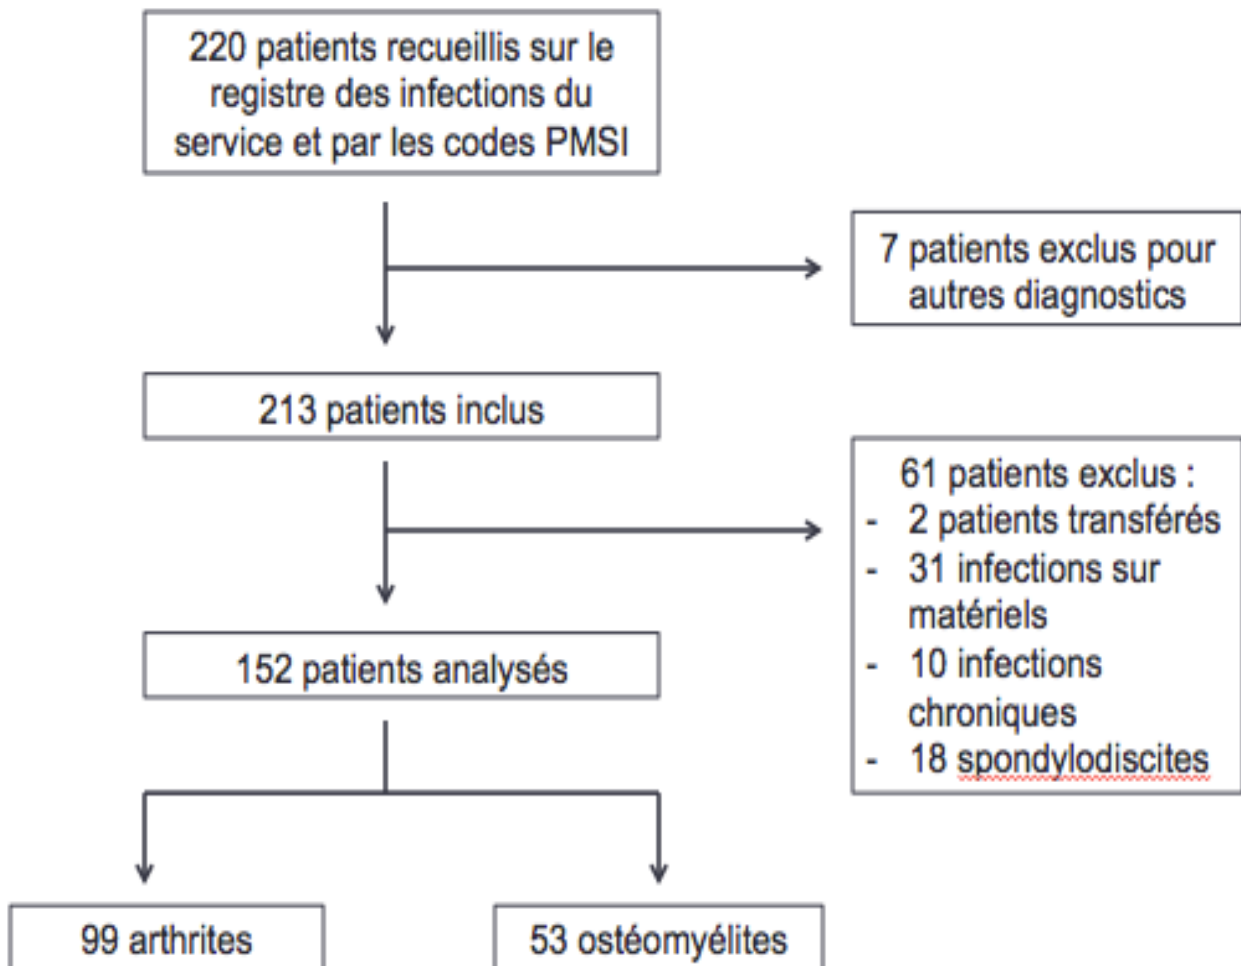 220 patients recueillis sur le
registre des infections du
service et par les codes PMSI
7 patients exclus pour
autres diagnostics
213 patients inclus
61 patients exclus :
- 2 patients transférés
- 31 infections sur
matériels
- 10 infections
chroniques
- 18 spondylodiscites
152 patients analysés
99 arthrites
53 ostéomyélites